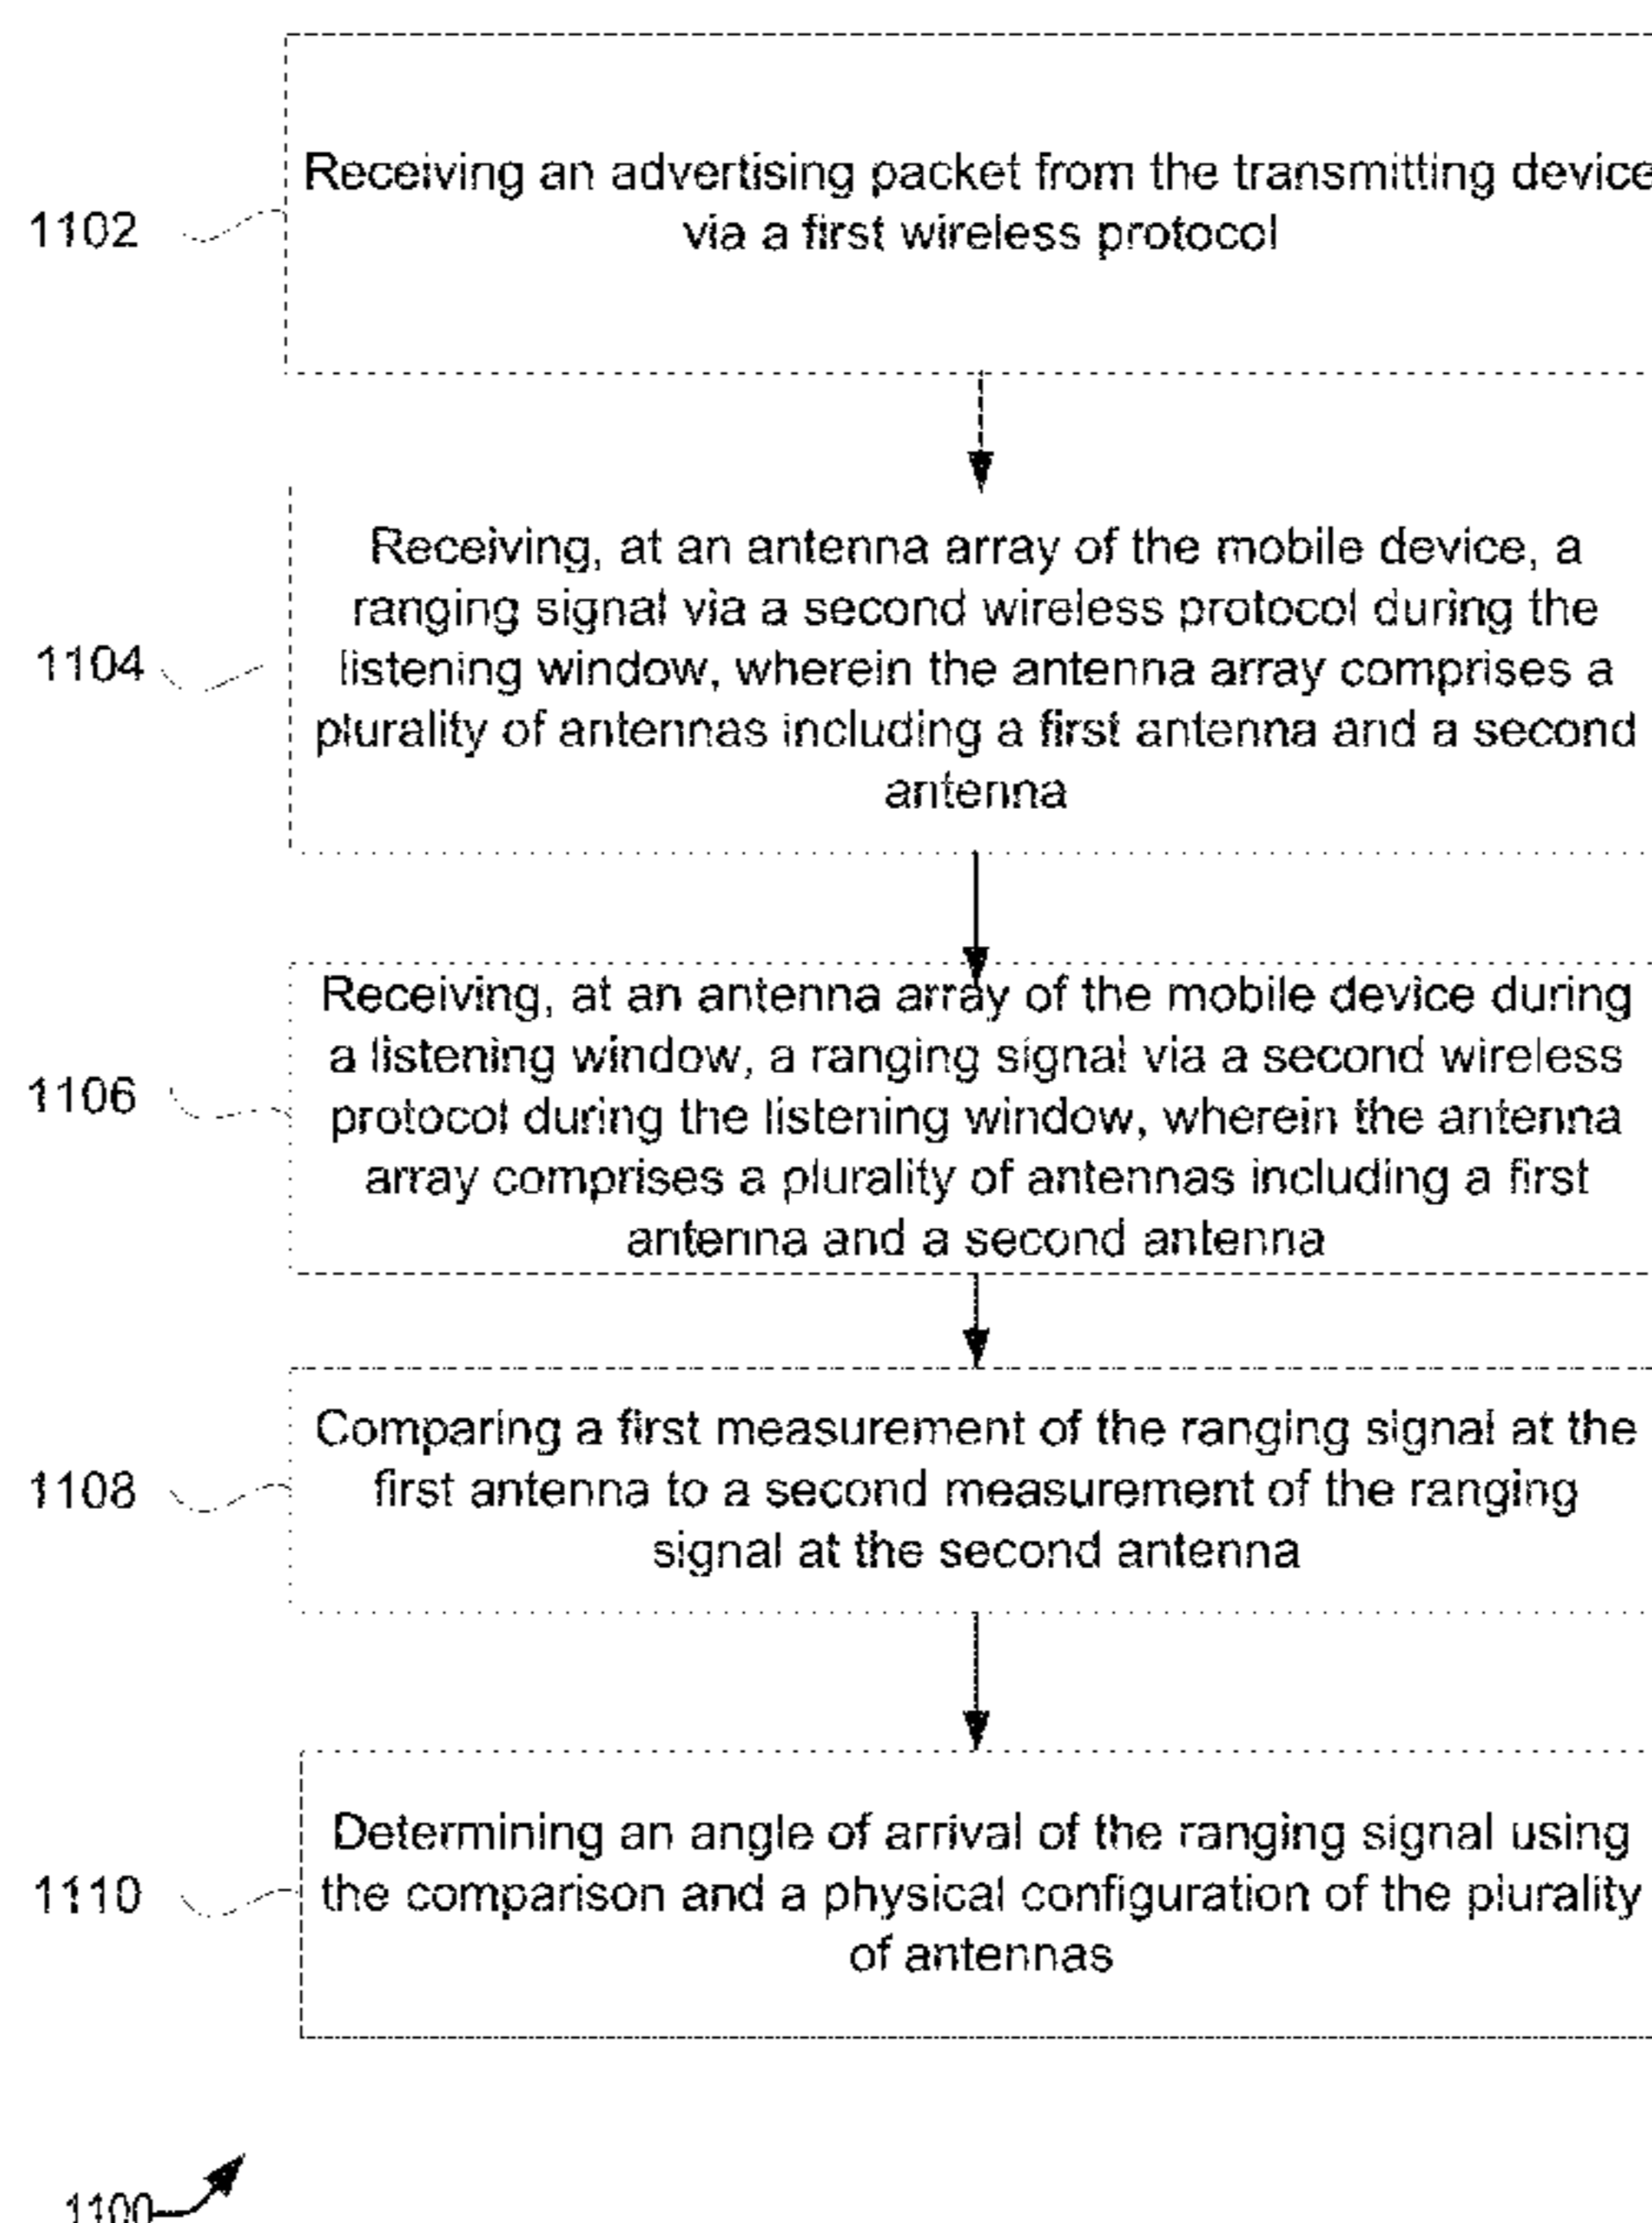 Receiving an advertising packet from the transmitting device
1102
via a first wireless protocol
Receiving, at an antenna array of the mobile device, a
ranging signal via a second wireless protocol during the
1104
listening window, wherein the antenna array comprises a
plurality of antennas including a first antenna and a second
antenna
Receiving, at an antenna array of the mobile device during
a listening window, a ranging signal via a second wireless
1106
protocol during the listening window, wherein the antenna
array comprises a plurality of antennas including a first
antenna and a second antenna
Comparing a first measurement of the ranging signal at the
1108
first antenna to a second measurement of the ranging
signal at the second antenna
Determining an angle of arrival of the ranging signal using
1110
the comparison and a physical configuration of the plurality
of antennas
1100